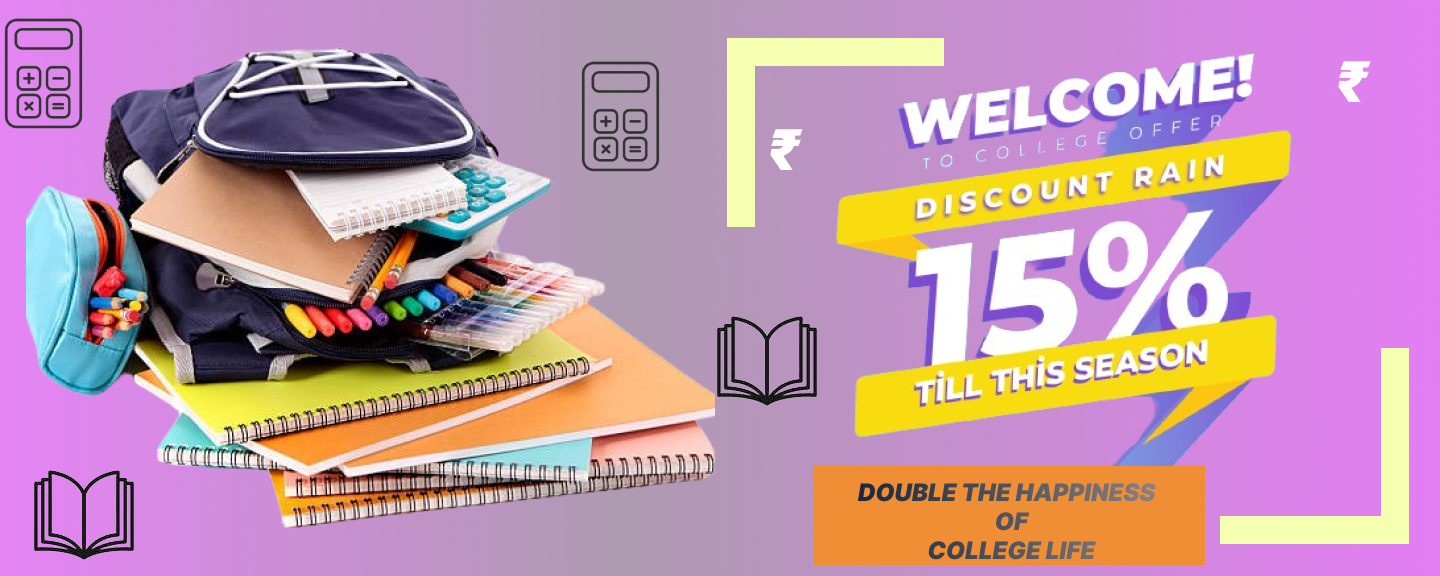 WELCOME!
TO COLLEGE OFFER
DISCOUNT RAIN
15%
TİLL THİS SEASON
DOUBLE THE HAPPINESS
OF
COLLEGE LIFE
₹
₹